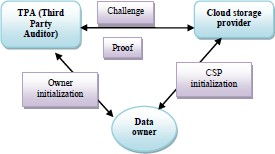 TPA (Third
Party
Auditor)
Challenge
Proof
Cloud storage
provider
Owner
initialization
CSP
initialization
Data
owner